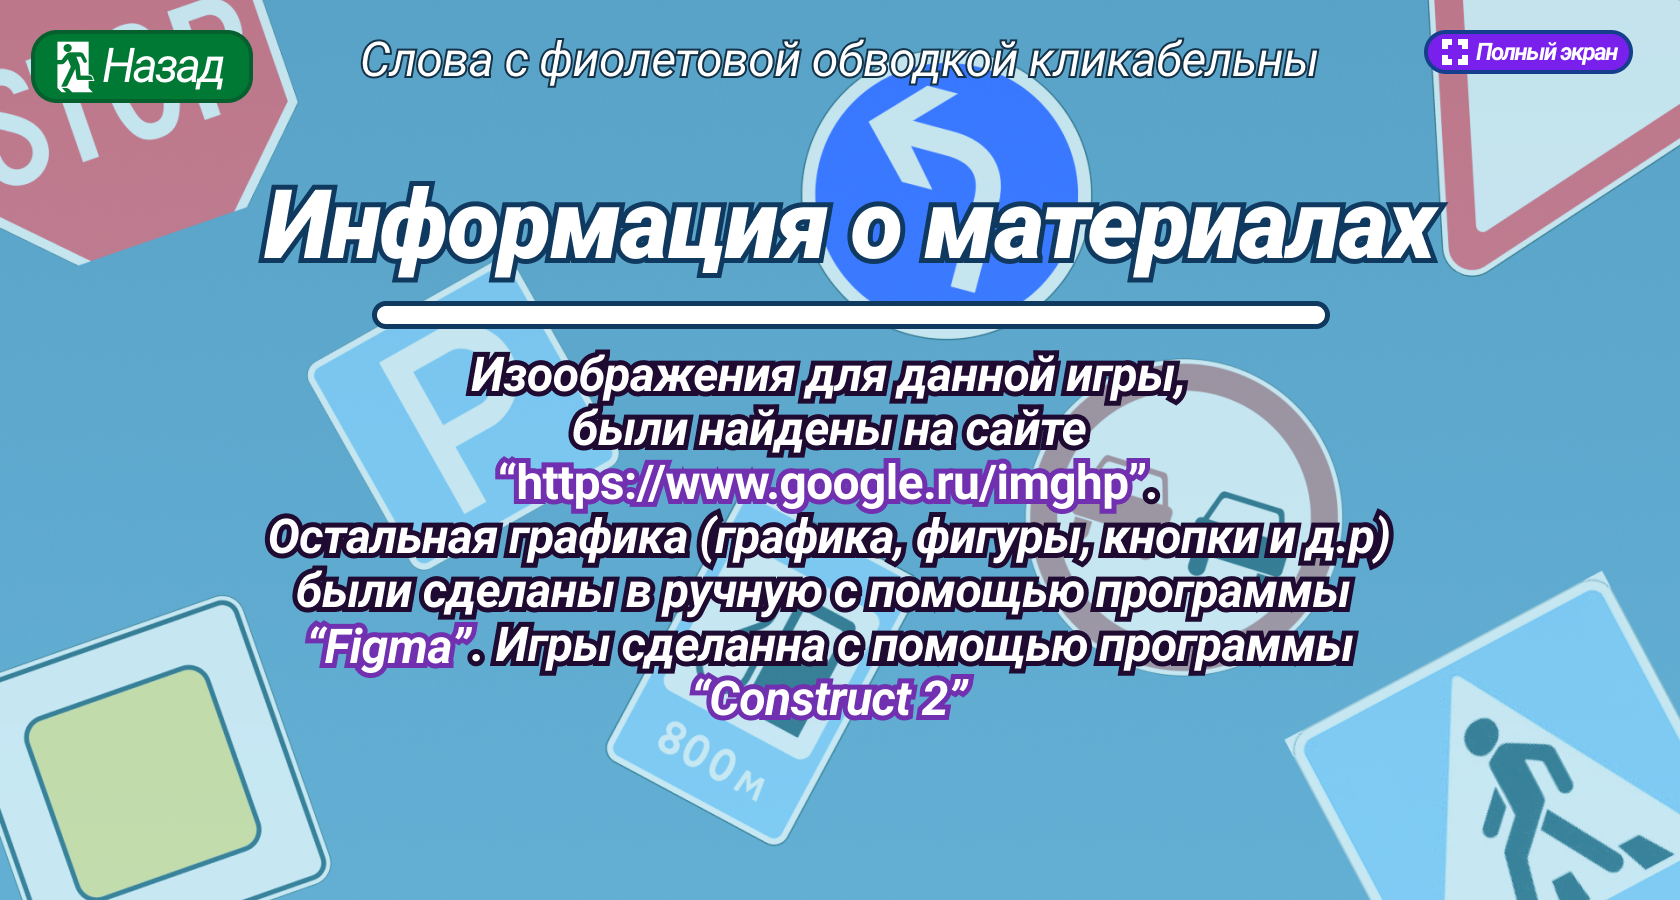 STOP
Назад
Слова с фиолетовой обводкой кликабельны
Полный экран
Информация о материалах
P
Изоображения для данной игры,
были найдены на сайте
“https://www.google.ru/imghp”.
Остальная графика (графика, фигуры, кнопки и д.р)
были сделаны в ручную с помощью программы
“Figma”. Игры сделанна с помощью программы
“Construct 2”
800м